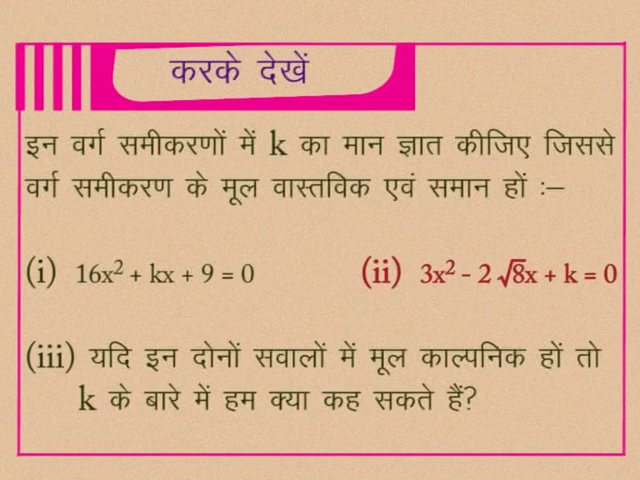 करके देखें
इन वर्ग समीकरणों में k का मान ज्ञात कीजिए जिससे
वर्ग समीकरण के मूल वास्तविक एवं समान हों :–
(i) 16x² + kx + 9 = 0 (ii) 3x² - 2 √8x + k = 0
(iii) यदि इन दोनों सवालों में मूल काल्पनिक हों तो
k के बारे में हम क्या कह सकते हैं?